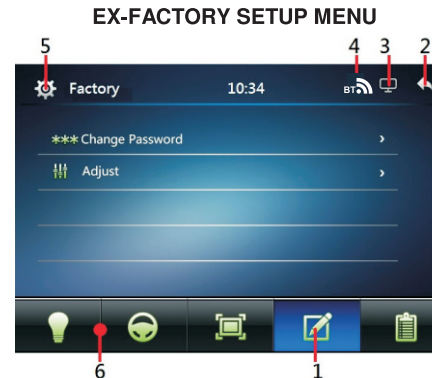 EX-FACTORY SETUP MENU
5 4 3 2
Factory 10:34 BT
*** Change Password ›
Adjust ›
6 1